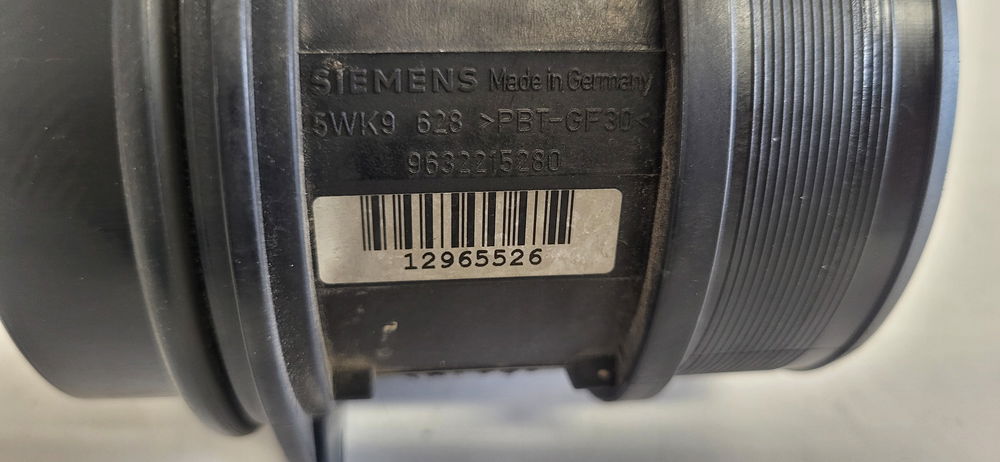 SIEMENS Made in Germany
5WK9 628 >PBT-GF30<
9632215280
12965526